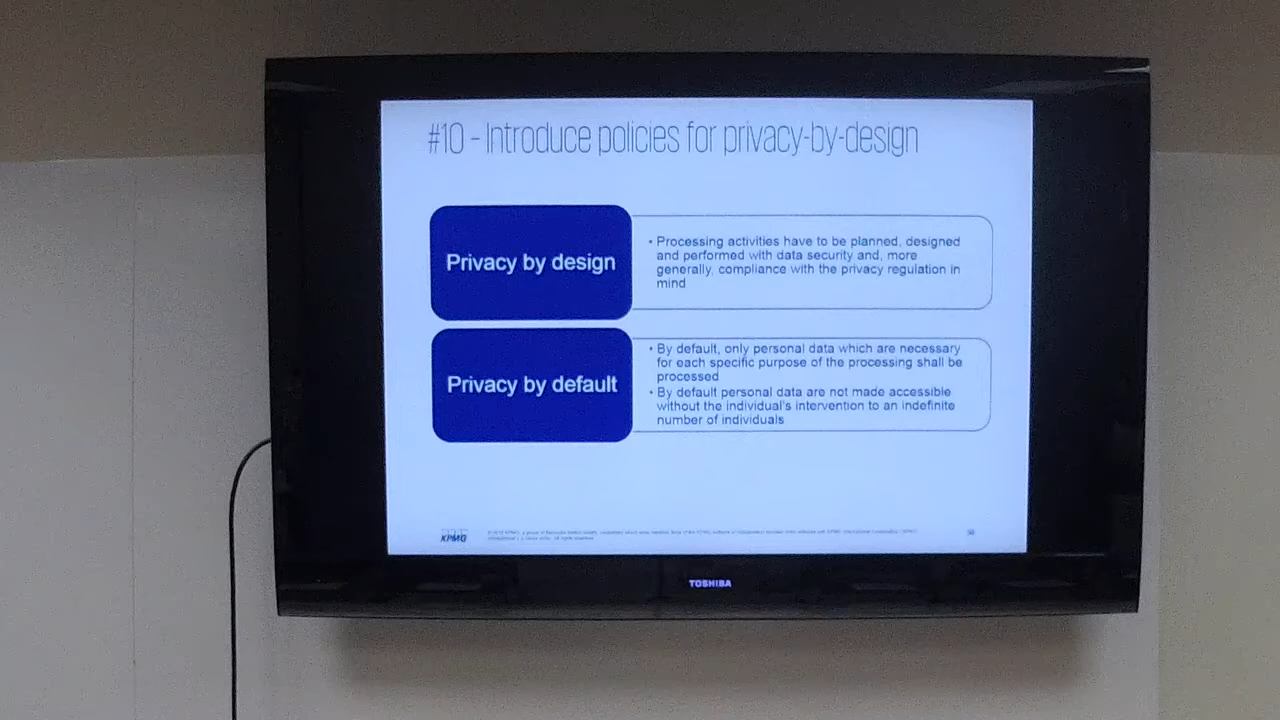 #10 - Introduce policies for privacy-by-design
Privacy by design
• Processing activities have to be planned, designed
and performed with data security and, more
generally, compliance with the privacy regulation in
mind
Privacy by default
• By default, only personal data which are necessary
for each specific purpose of the processing shall be
processed
• By default personal data are not made accessible
without the individual's intervention to an indefinite
number of individuals
KPMG
TOSHIBA